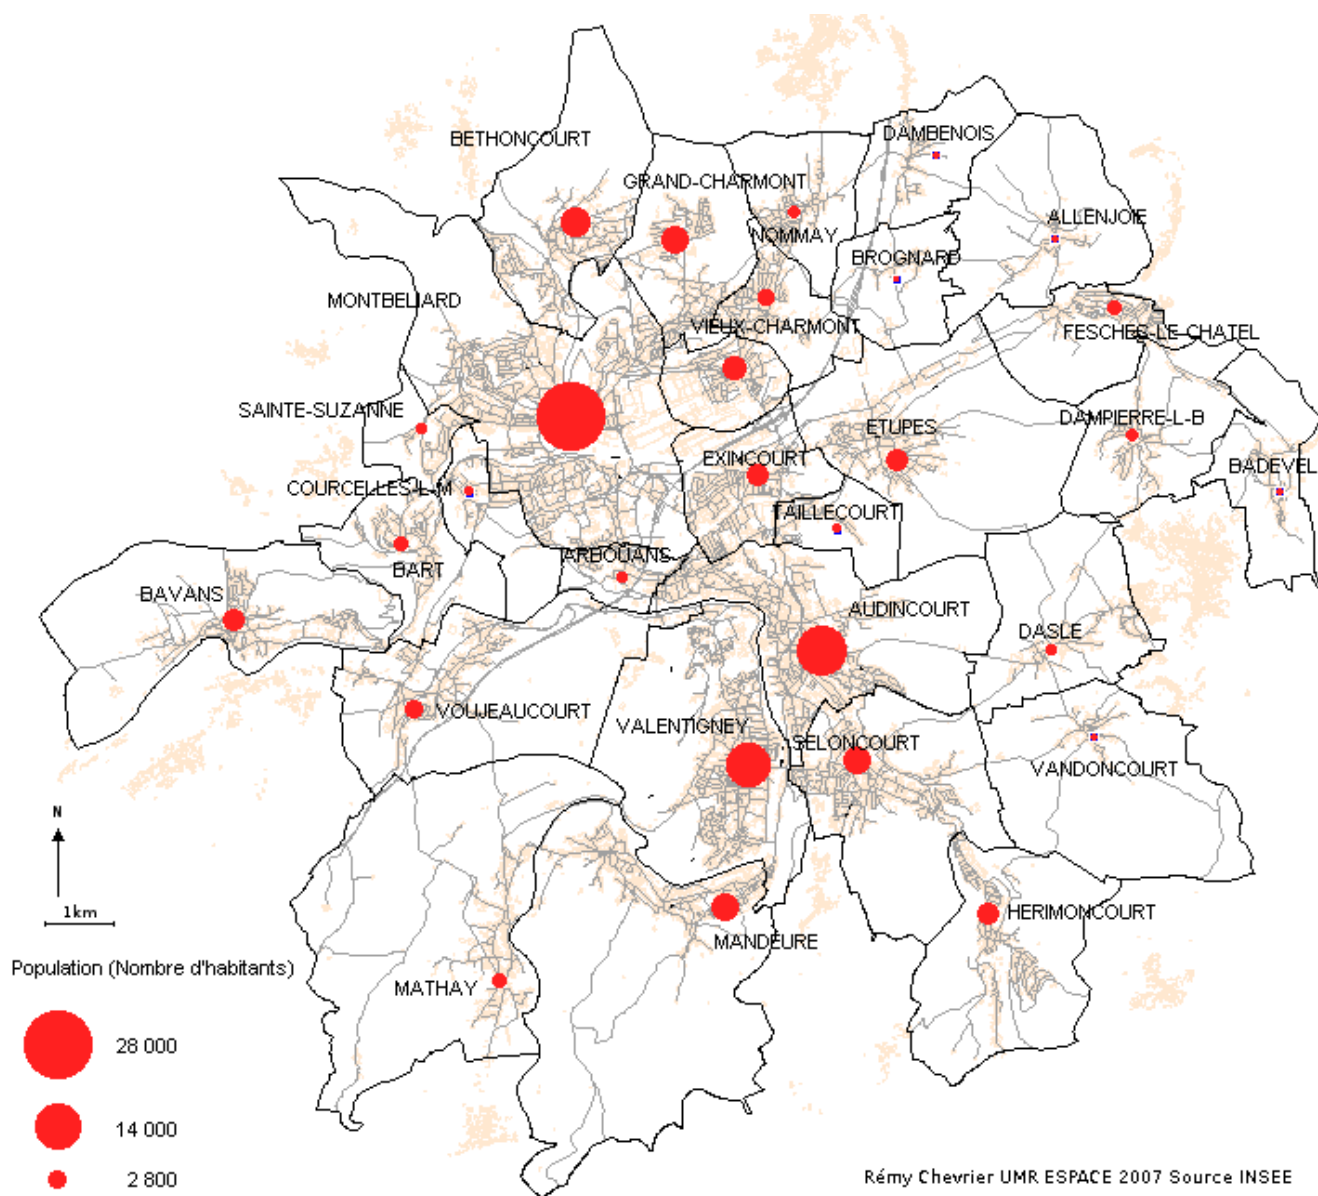 BETHONCOURT
DAMBENOIS
GRAND-CHARMONT
ALLENJOIE
NOMMAY
BROGNARD
MONTBELIARD
VIEUX-CHARMONT
FESCHES-LE-CHATEL
SAINTE-SUZANNE
DAMPIERRE-L-B
ETUPES
EXINCOURT
BADEVEL
COURCELLES-L-M
TAILLECOURT
ARBOUANS
BART
BAVANS
AUDINCOURT
DASLE
VOUJEAUCOURT
VALENTIGNEY
SELONCOURT
VANDONCOURT
N
1km
HERIMONCOURT
MANDEURE
Population (Nombre d'habitants)
MATHAY
28 000
14 000
2 800
Rémy Chevrier UMR ESPACE 2007 Source INSEE